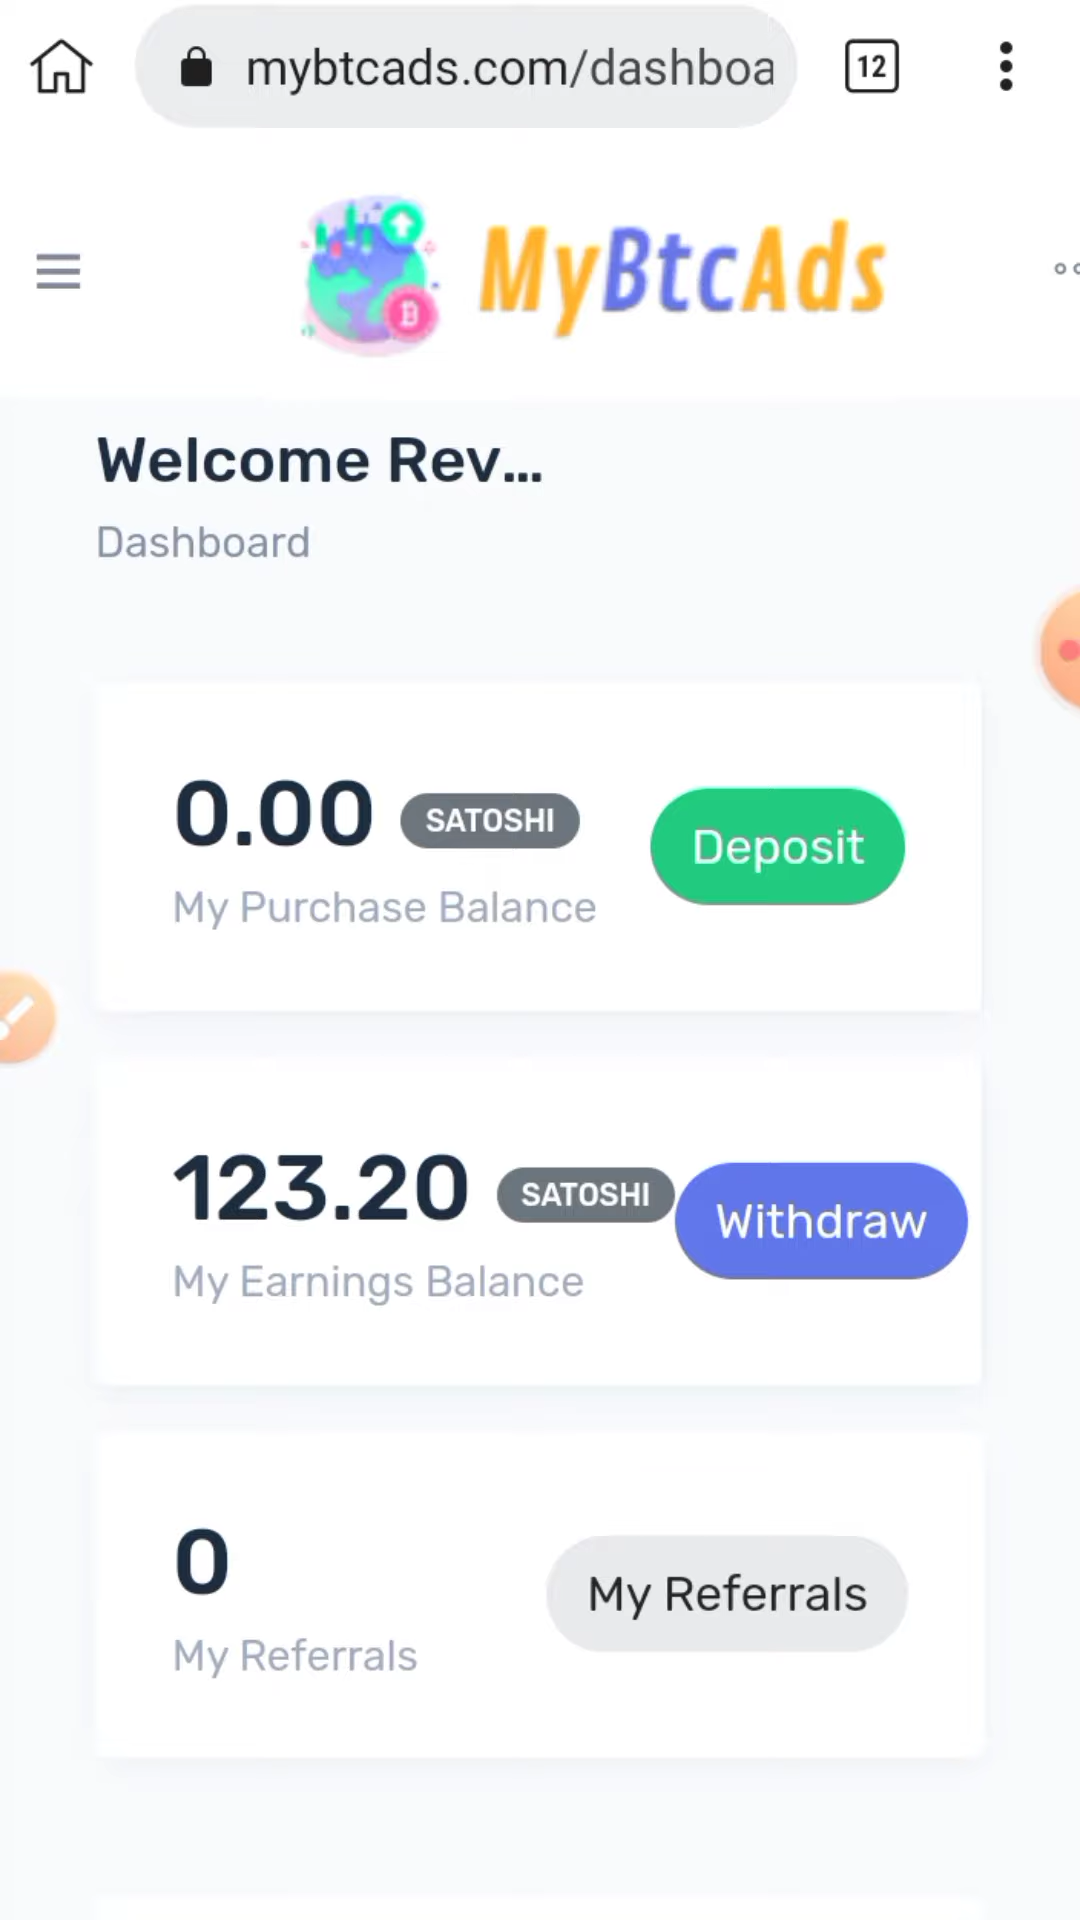 mybtcads.com/dashboa
12
MyBtcAds
Welcome Rev...
Dashboard
0.00 SATOSHI
Deposit
My Purchase Balance
123.20 SATOSHI
Withdraw
My Earnings Balance
0
My Referrals
My Referrals